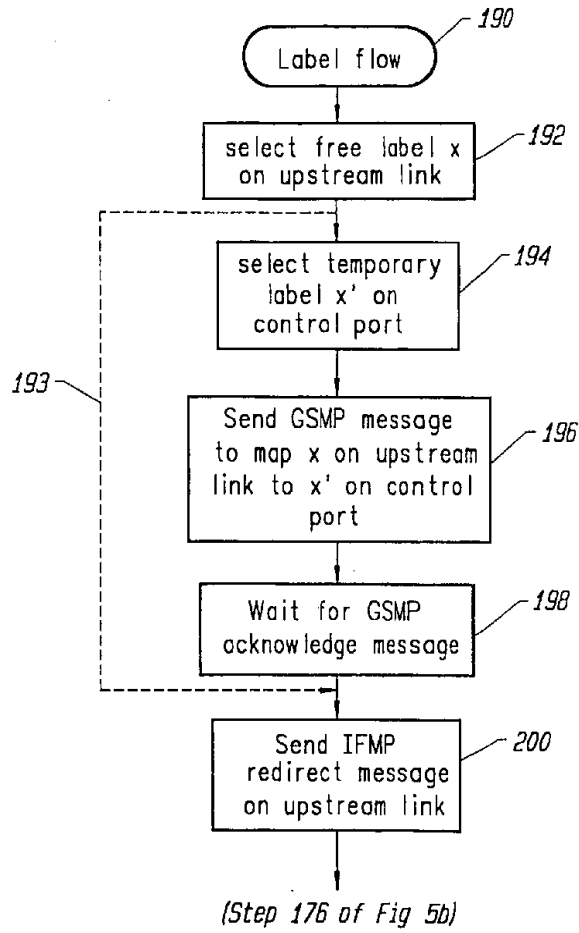 190
Label flow
192
select free label x
on upstream link
194
select temporary
label x' on
control port
193
196
Send GSMP message
to map x on upstream
link to x' on control
port
198
Wait for GSMP
acknowledge message
200
Send IFMP
redirect message
on upstream link
(Step 176 of Fig 5b)